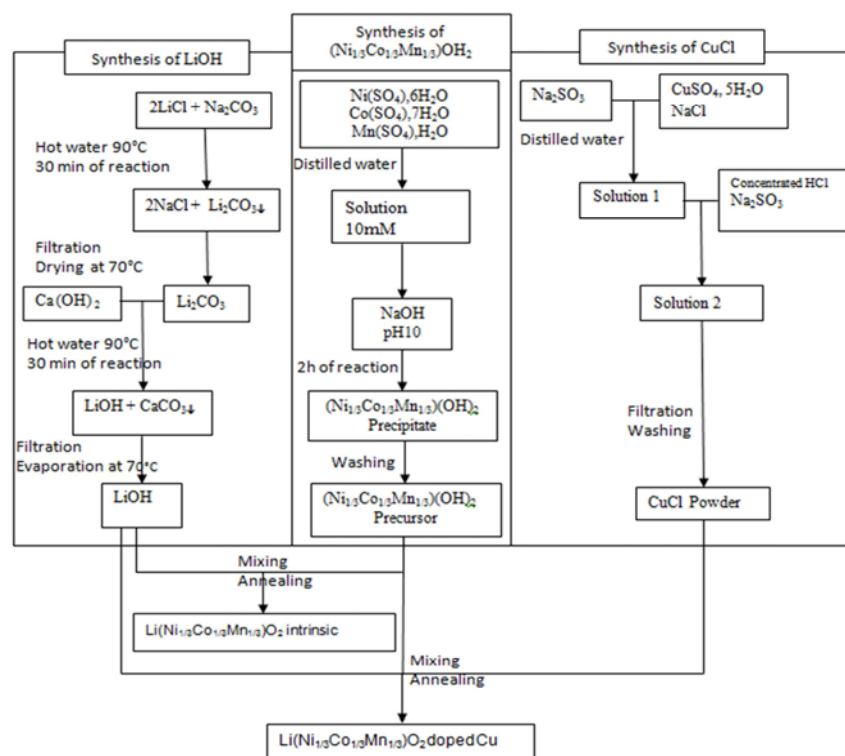 Synthesis of LiOH
2LiCl + Na₂CO₃
Hot water 90°C
30 min of reaction
2NaCl + Li₂CO₃↓
Filtration
Drying at 70°C
Ca(OH)₂
Li₂CO₃
Hot water 90°C
30 min of reaction
LiOH + CaCO₃↓
Filtration
Evaporation at 70°C
LiOH
Synthesis of
(Ni₁/₃Co₁/₃Mn₁/₃)OH₂
Ni(SO₄),6H₂O
Co(SO₄),7H₂O
Mn(SO₄),H₂O
Distilled water
Solution
10mM
NaOH
pH10
2h of reaction
(Ni₁/₃Co₁/₃Mn₁/₃)(OH)₂
Precipitate
Washing
(Ni₁/₃Co₁/₃Mn₁/₃)(OH)₂
Precursor
Synthesis of CuCl
Na₂SO₃
CuSO₄, 5H₂O
NaCl
Distilled water
Solution 1
Concentrated HCl
Na₂SO₃
Solution 2
Filtration
Washing
CuCl Powder
Mixing
Annealing
Li(Ni₁/₃Co₁/₃Mn₁/₃)O₂ intrinsic
Mixing
Annealing
Li(Ni₁/₃Co₁/₃Mn₁/₃)O₂dopedCu